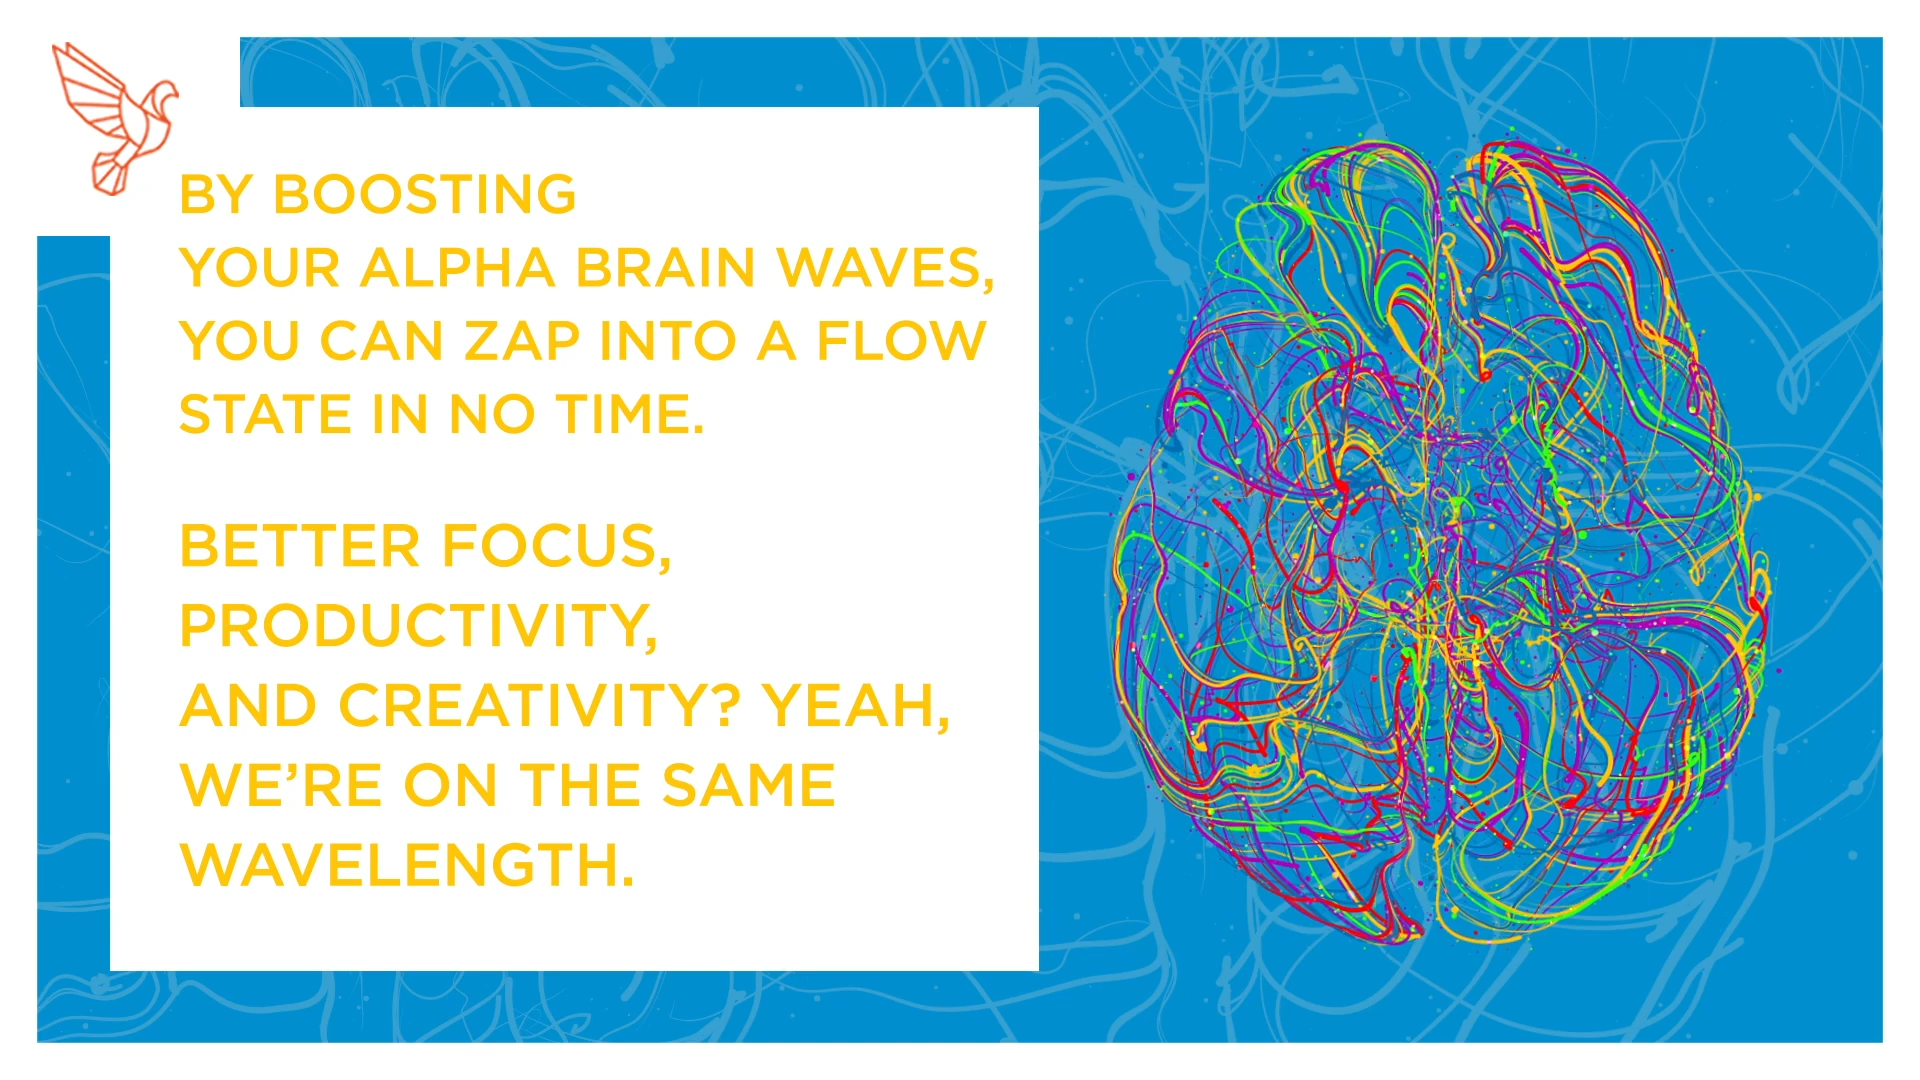 BY BOOSTING
YOUR ALPHA BRAIN WAVES,
YOU CAN ZAP INTO A FLOW
STATE IN NO TIME.
BETTER FOCUS,
PRODUCTIVITY,
AND CREATIVITY? YEAH,
WE’RE ON THE SAME
WAVELENGTH.